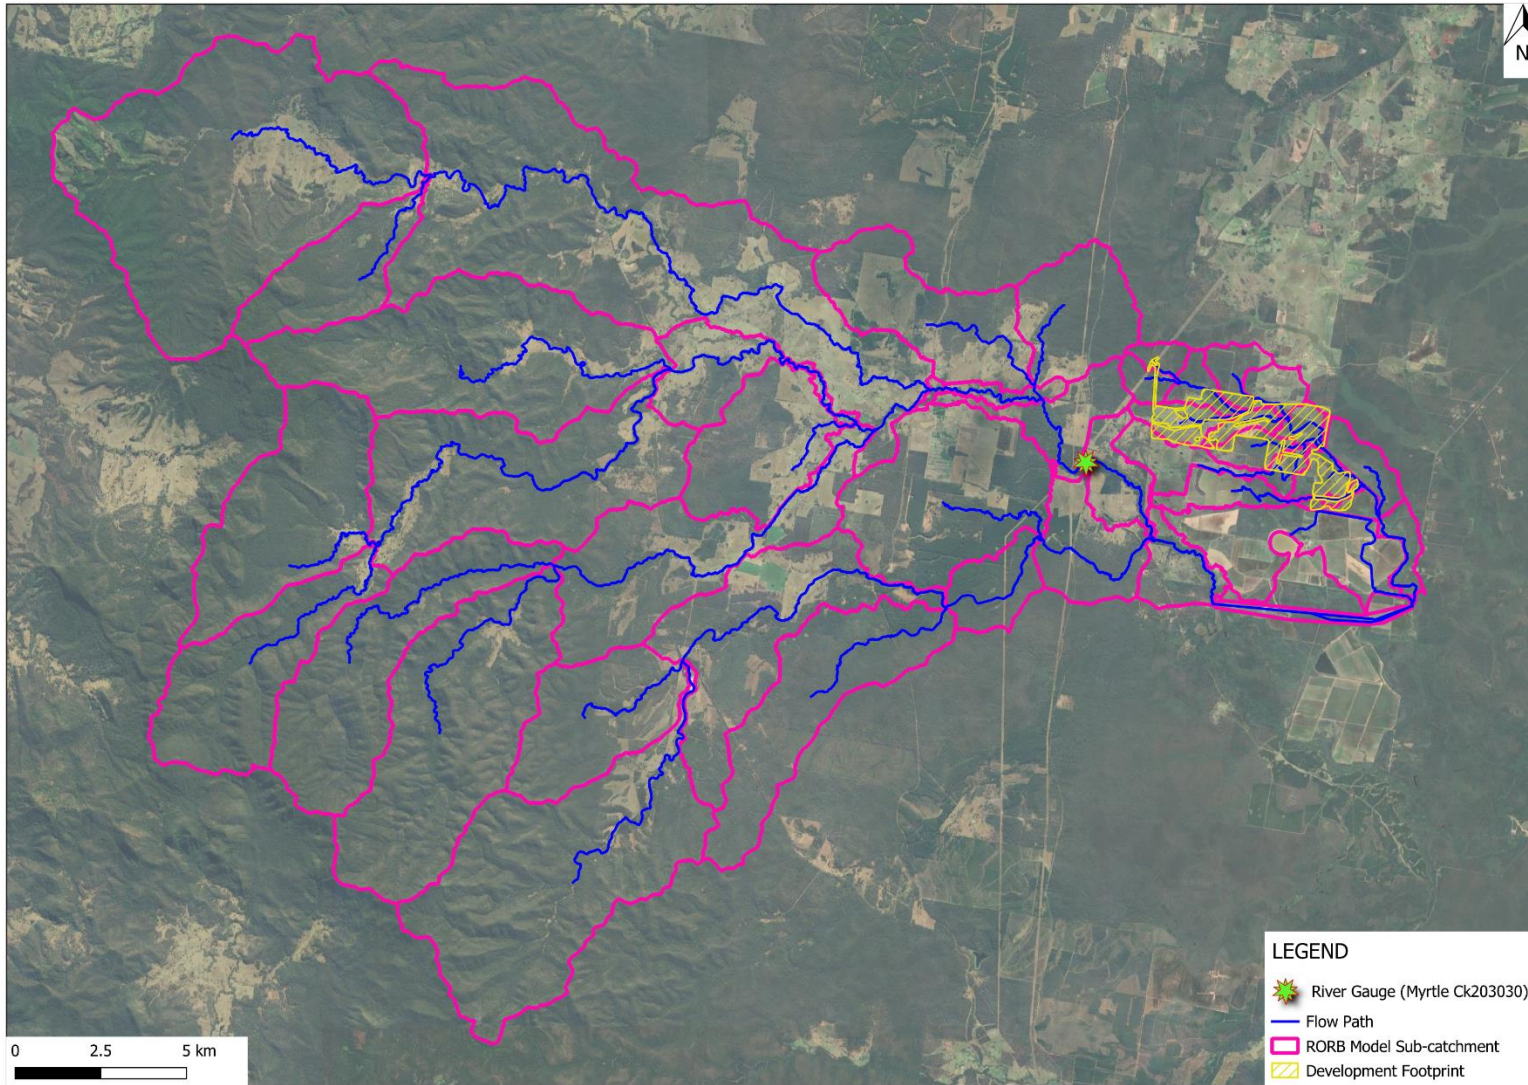 N
LEGEND
River Gauge (Myrtle Ck203030)
Flow Path
RORB Model Sub-catchment
Development Footprint
0 2.5 5 km